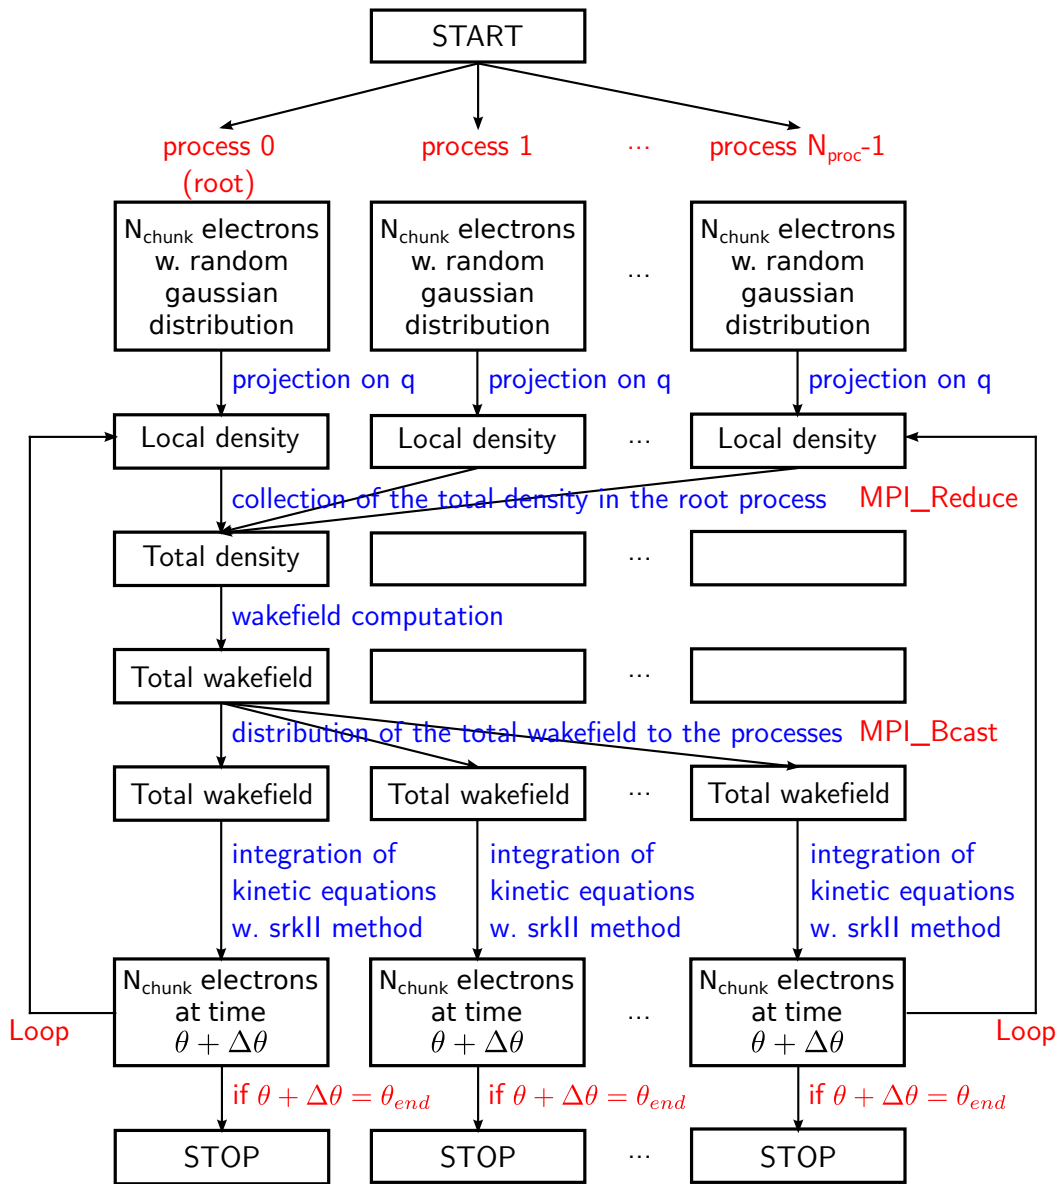 START
process 0
(root)
process 1
...
process N_proc-1
N_chunk electrons
w. random
gaussian
distribution
N_chunk electrons
w. random
gaussian
distribution
...
N_chunk electrons
w. random
gaussian
distribution
projection on q
projection on q
projection on q
Local density
Local density
...
Local density
collection of the total density in the root process
MPI_Reduce
Total density
...
wakefield computation
Total wakefield
...
distribution of the total wakefield to the processes
MPI_Bcast
Total wakefield
Total wakefield
...
Total wakefield
integration of
kinetic equations
w. srkII method
integration of
kinetic equations
w. srkII method
integration of
kinetic equations
w. srkII method
N_chunk electrons
at time
θ + Δθ
N_chunk electrons
at time
θ + Δθ
...
N_chunk electrons
at time
θ + Δθ
Loop
Loop
if θ + Δθ = θ_end
if θ + Δθ = θ_end
if θ + Δθ = θ_end
STOP
STOP
...
STOP